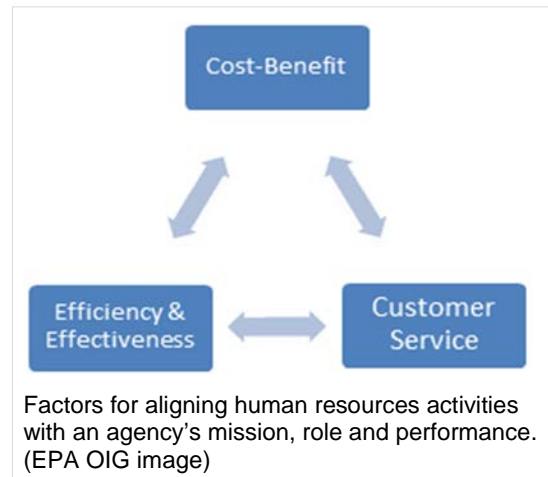 Cost-Benefit
Efficiency &
Effectiveness
Customer
Service
Factors for aligning human resources activities
with an agency’s mission, role and performance.
(EPA OIG image)